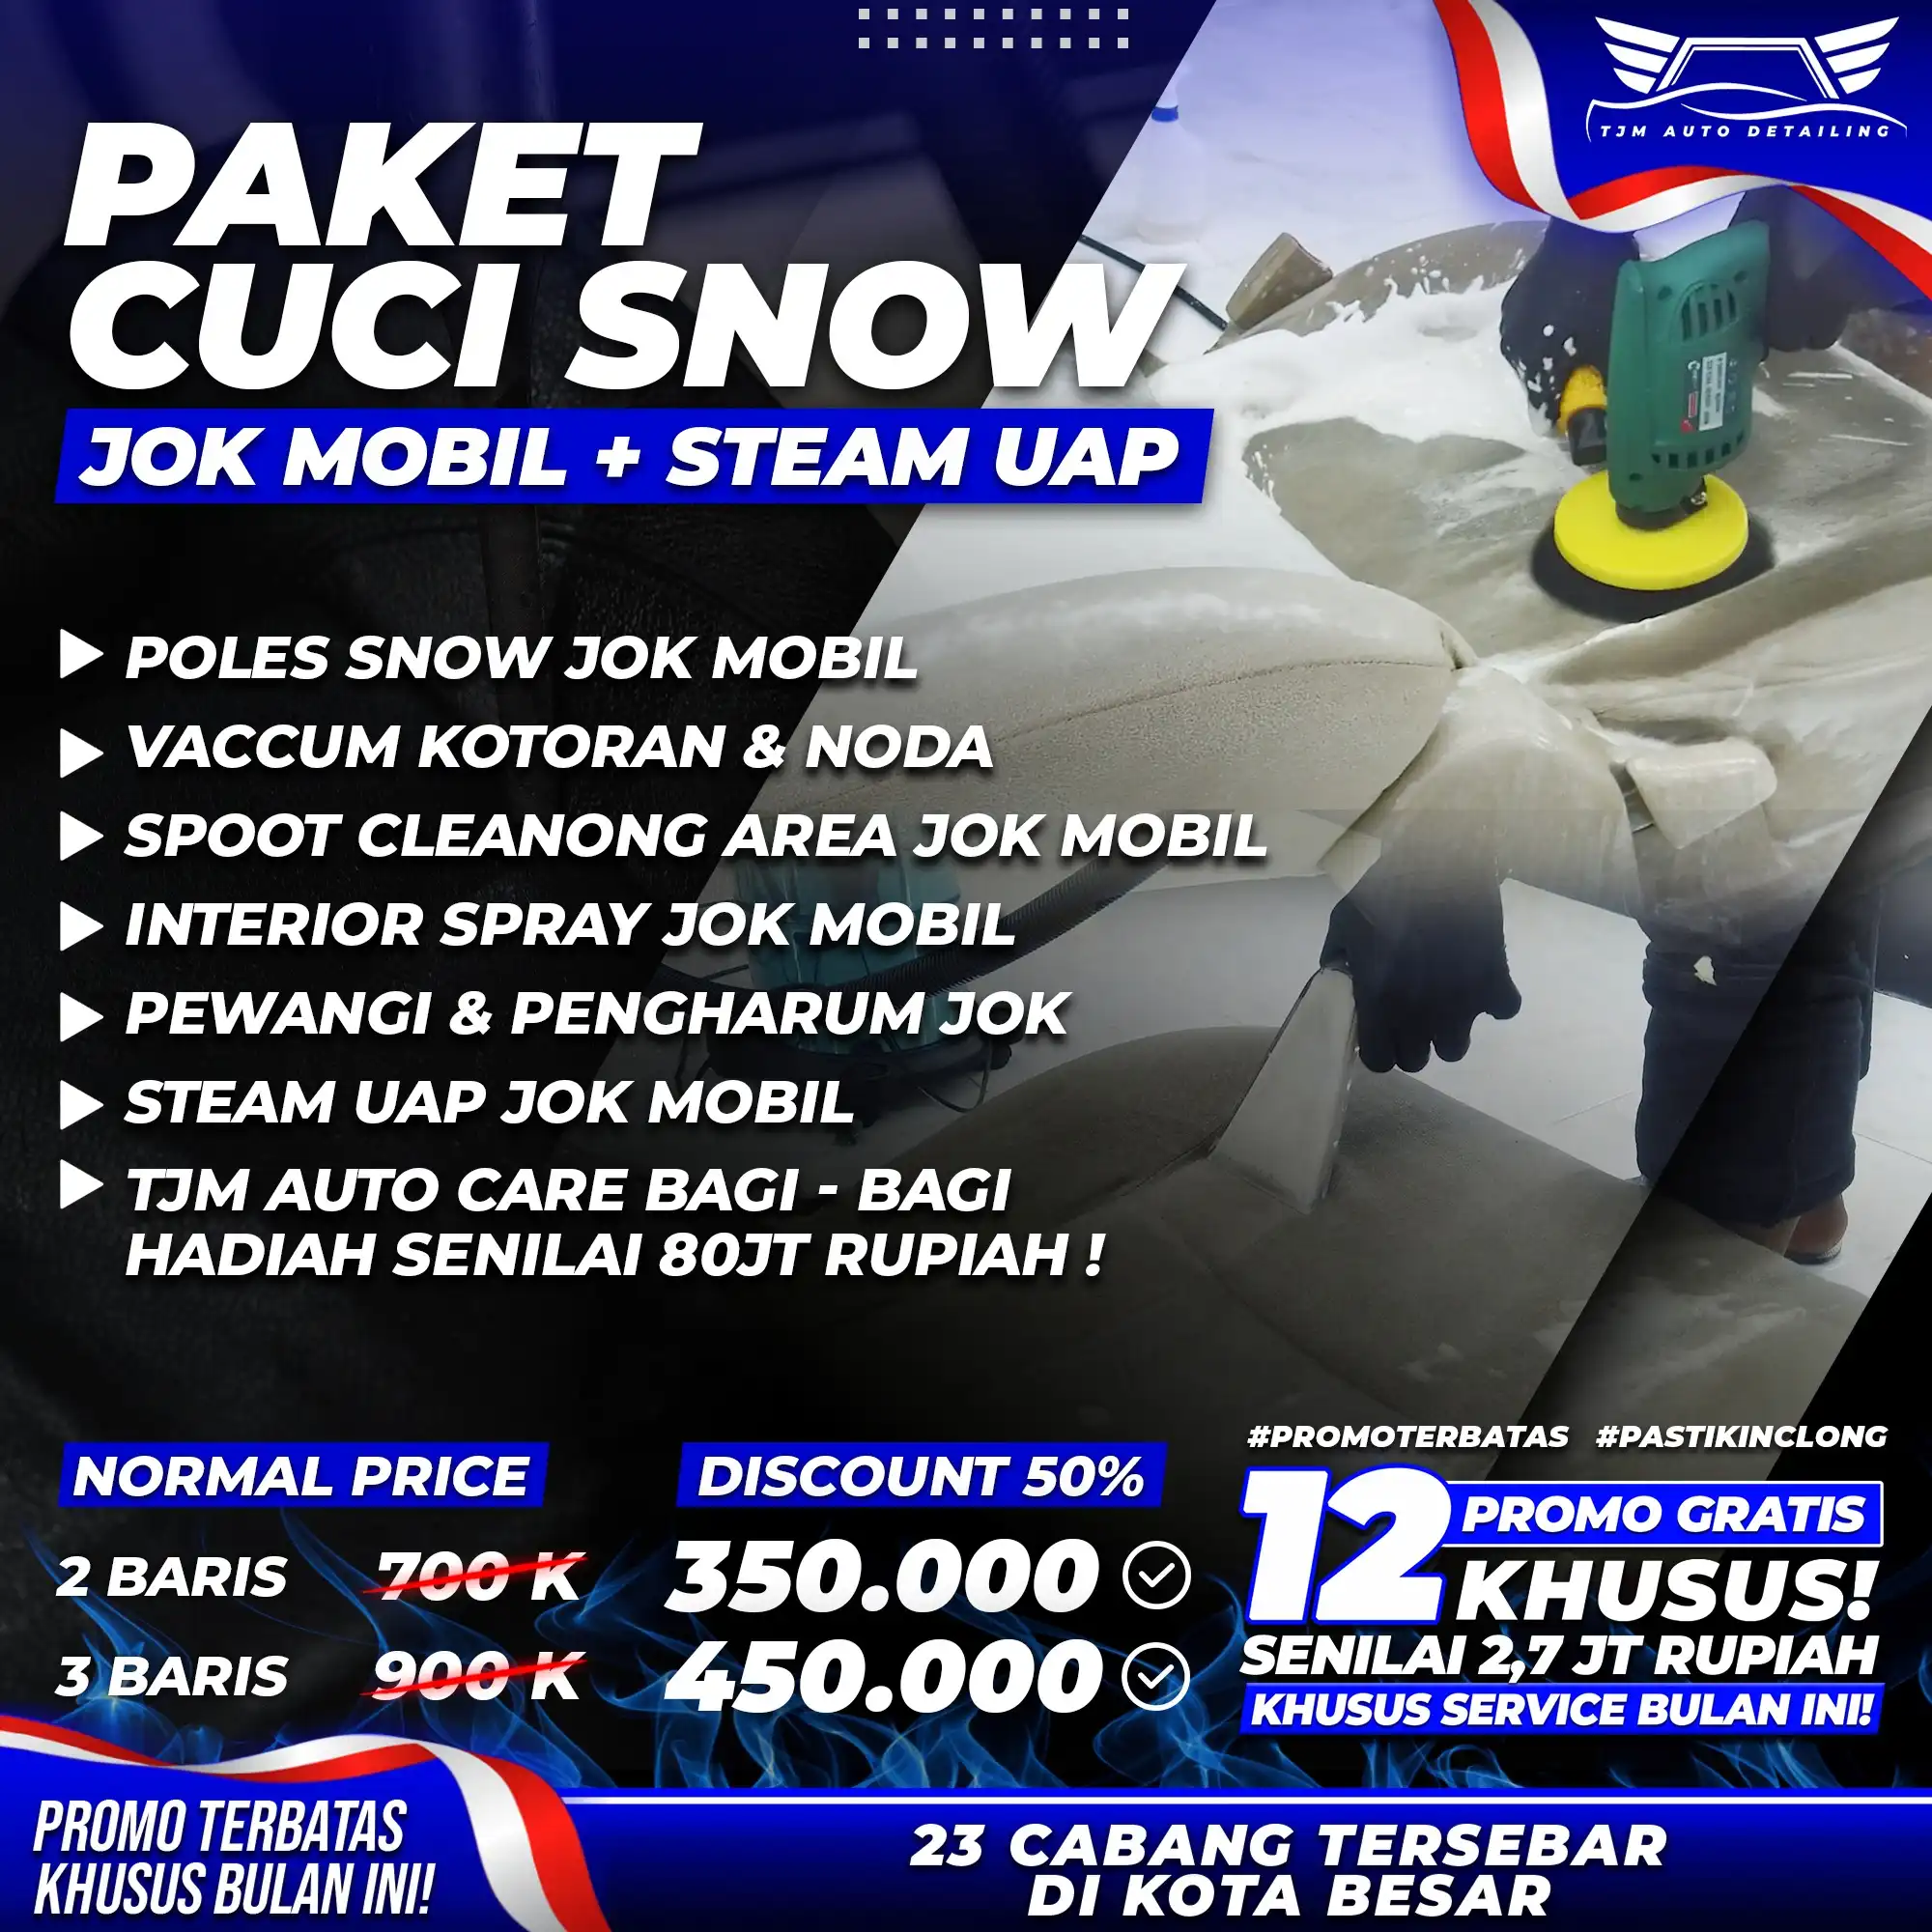 TJM AUTO DETAILING
PAKET
CUCI SNOW
JOK MOBIL + STEAM UAP
POLES SNOW JOK MOBIL
VACCUM KOTORAN & NODA
SPOOT CLEANONG AREA JOK MOBIL
INTERIOR SPRAY JOK MOBIL
PEWANGI & PENGHARUM JOK
STEAM UAP JOK MOBIL
TJM AUTO CARE BAGI - BAGI
HADIAH SENILAI 80JT RUPIAH !
NORMAL PRICE
2 BARIS 700 K
3 BARIS 900 K
DISCOUNT 50%
350.000
450.000
#PROMOTERBATAS #PASTIKINCLONG
12 PROMO GRATIS
KHUSUS!
SENILAI 2,7 JT RUPIAH
KHUSUS SERVICE BULAN INI!
PROMO TERBATAS
KHUSUS BULAN INI!
23 CABANG TERSEBAR
DI KOTA BESAR